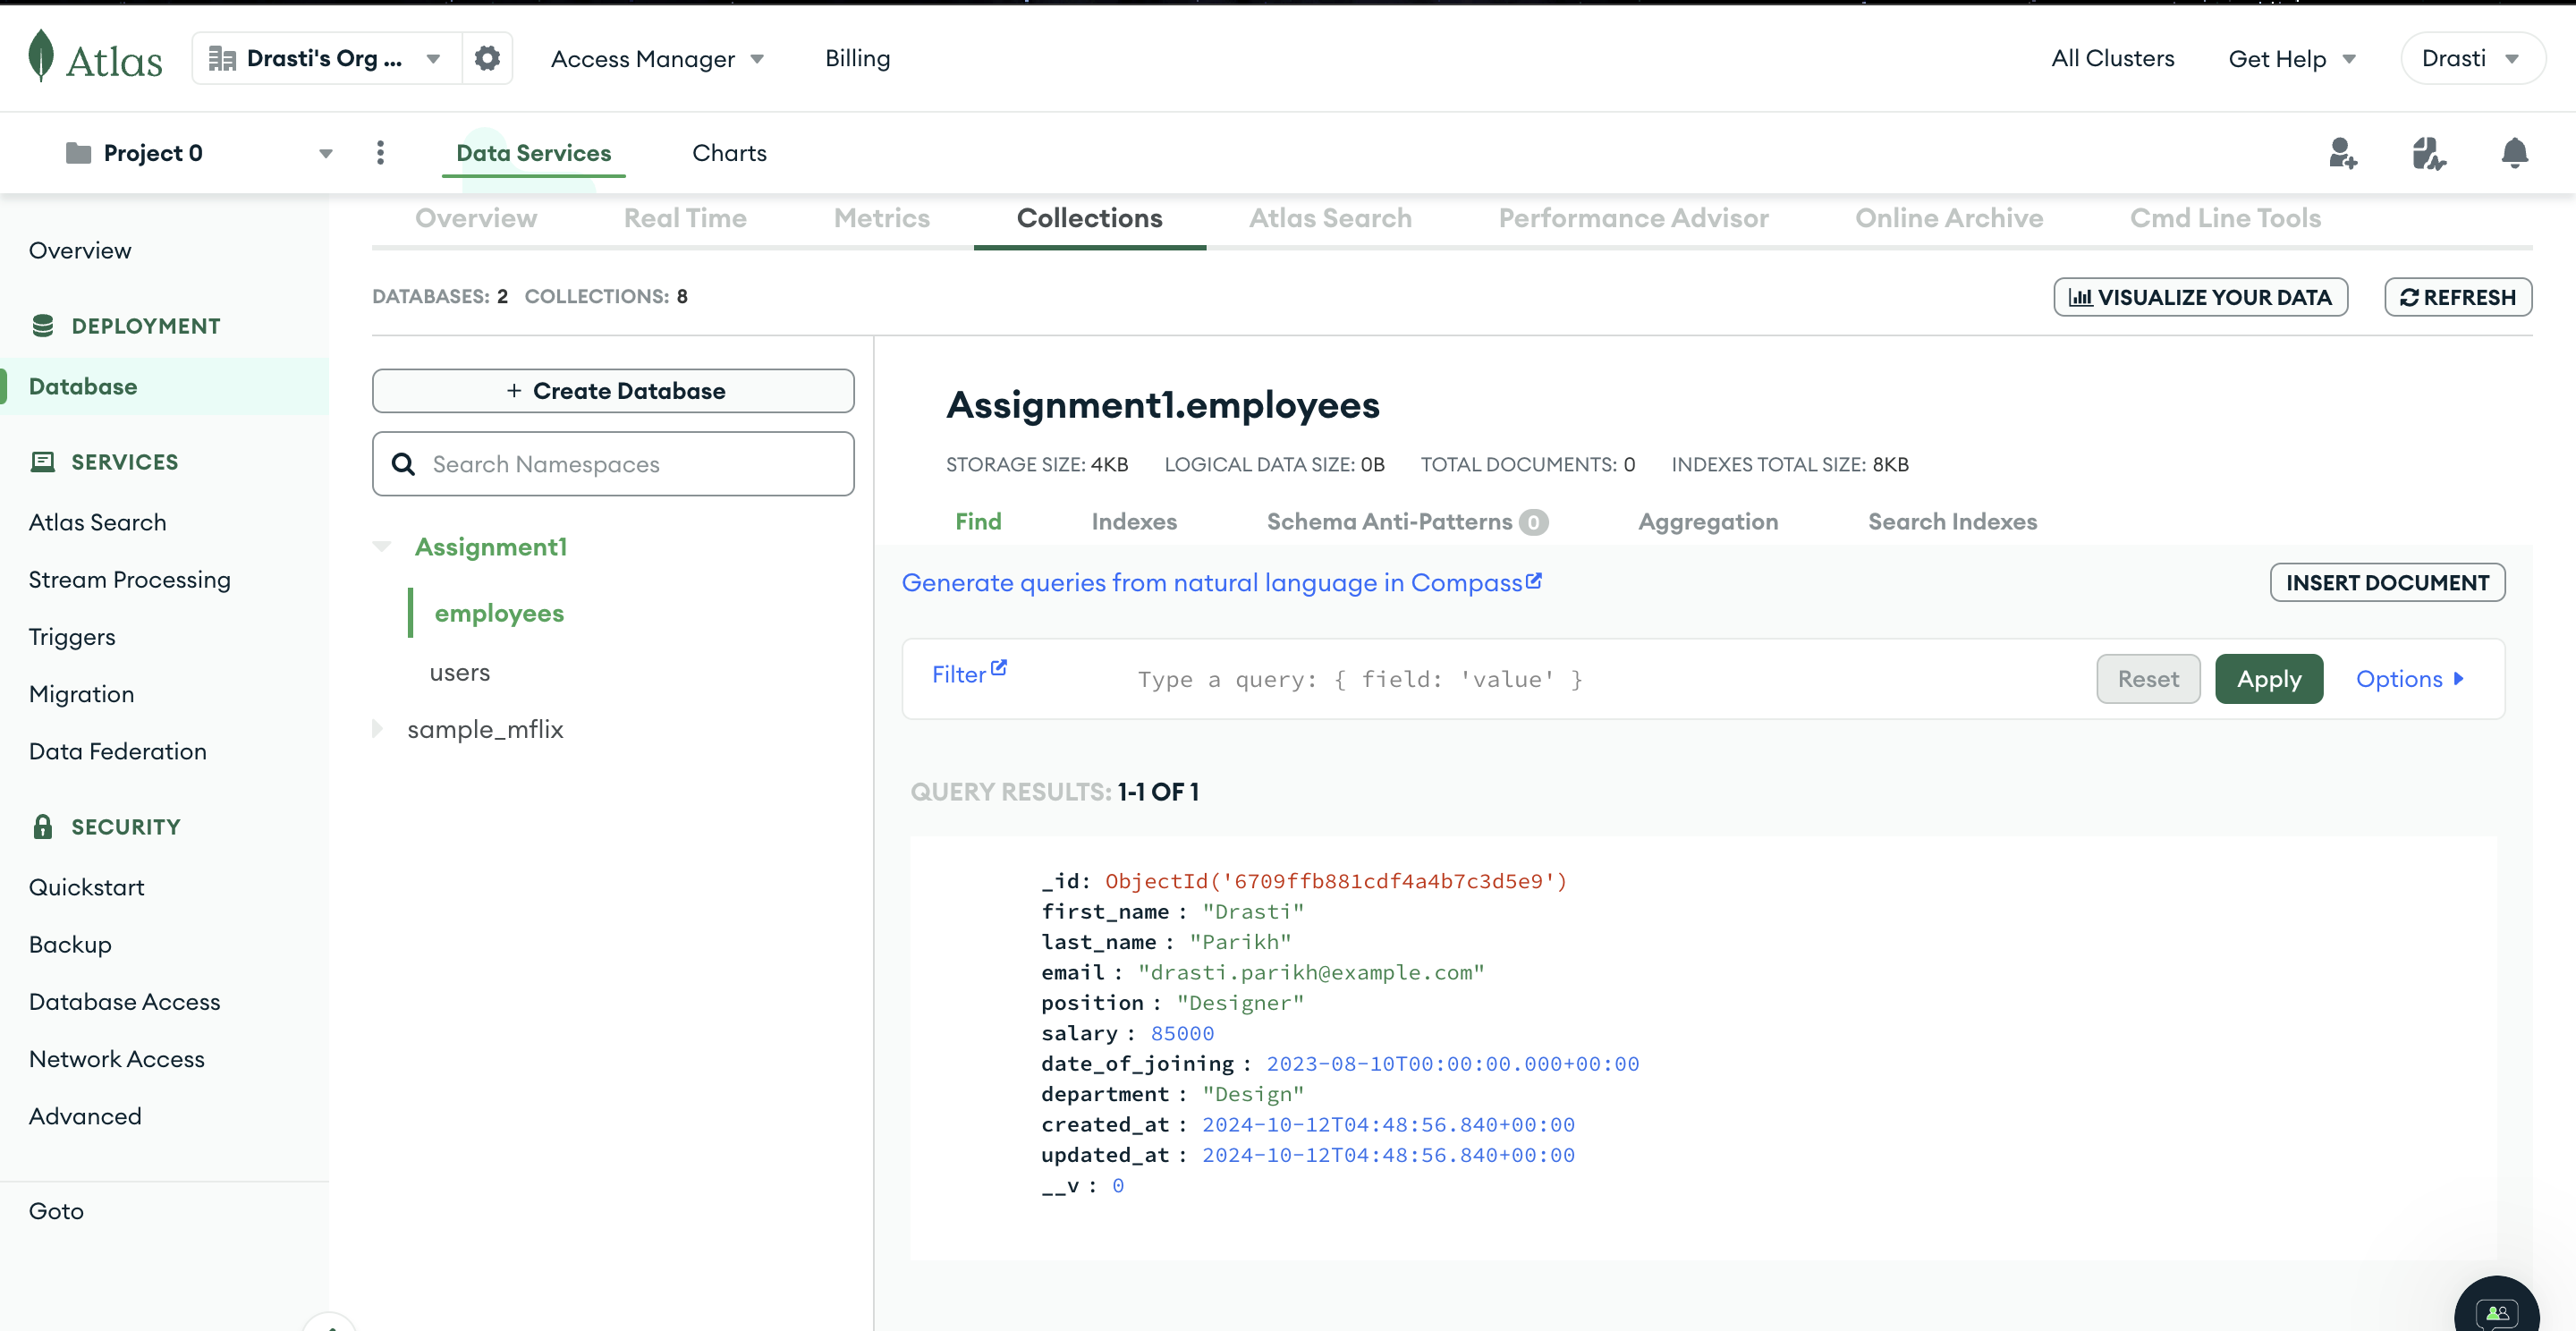 Atlas
Drasti's Org ...
Access Manager
Billing
All Clusters
Get Help
Drasti
Project 0
Data Services
Charts
Overview
Real Time
Metrics
Collections
Atlas Search
Performance Advisor
Online Archive
Cmd Line Tools
Overview
DEPLOYMENT
Database
SERVICES
Atlas Search
Stream Processing
Triggers
Migration
Data Federation
SECURITY
Quickstart
Backup
Database Access
Network Access
Advanced
Goto
DATABASES: 2 COLLECTIONS: 8
VISUALIZE YOUR DATA
REFRESH
+ Create Database
Search Namespaces
Assignment1
employees
users
sample_mflix
Assignment1.employees
STORAGE SIZE: 4KB LOGICAL DATA SIZE: 0B TOTAL DOCUMENTS: 0 INDEXES TOTAL SIZE: 8KB
Find
Indexes
Schema Anti-Patterns 0
Aggregation
Search Indexes
Generate queries from natural language in Compass
INSERT DOCUMENT
Filter
Type a query: { field: 'value' }
Reset
Apply
Options
QUERY RESULTS: 1-1 OF 1
_id: ObjectId('6709ffb881cdf4a4b7c3d5e9')
first_name : "Drasti"
last_name : "Parikh"
email : "drasti.parikh@example.com"
position : "Designer"
salary : 85000
date_of_joining : 2023-08-10T00:00:00.000+00:00
department : "Design"
created_at : 2024-10-12T04:48:56.840+00:00
updated_at : 2024-10-12T04:48:56.840+00:00
__v : 0